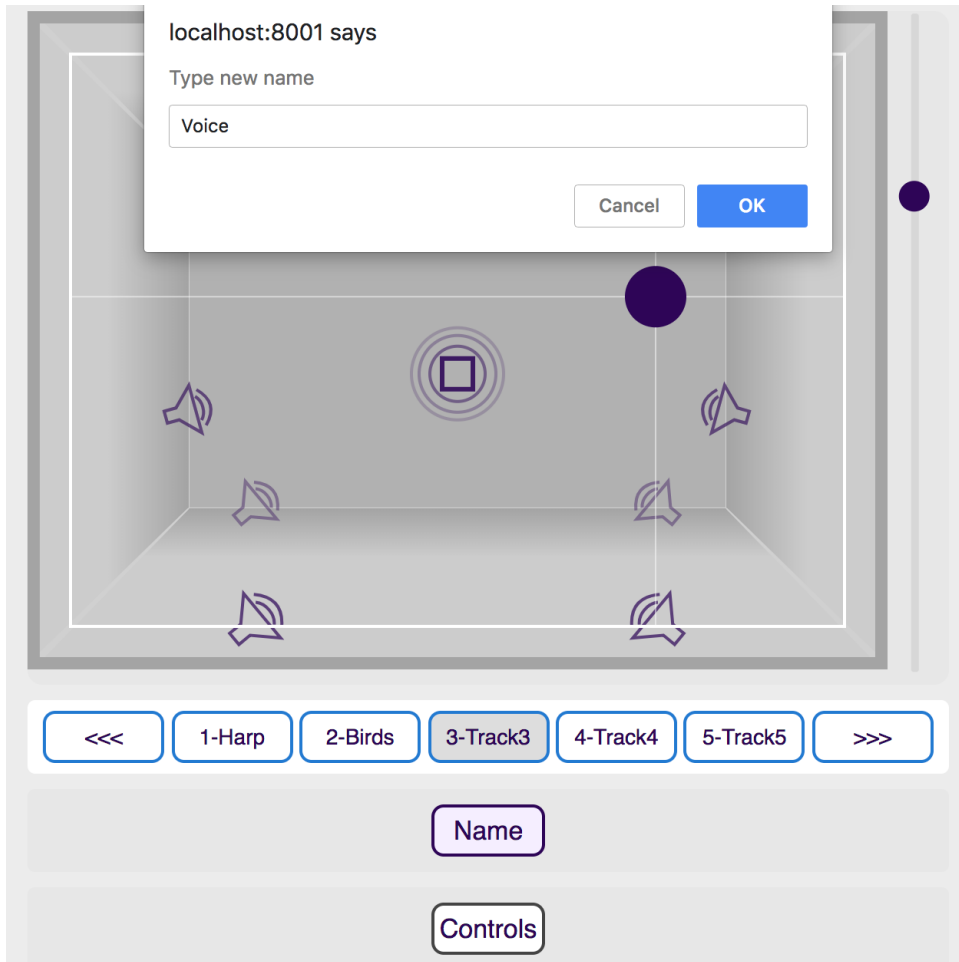 localhost:8001 says
Type new name
Voice
Cancel OK
<<< 1-Harp 2-Birds 3-Track3 4-Track4 5-Track5 >>>
Name
Controls